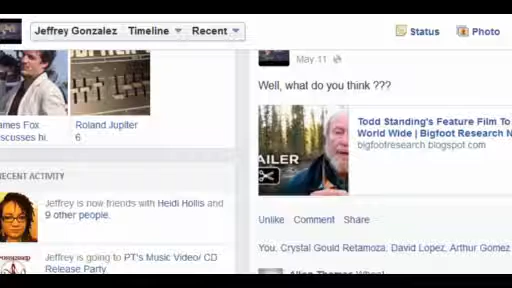 Jeffrey Gonzalez Timeline Recent
Status Photo
ames Fox
scusses hi.
Roland Jupiter
6
RECENT ACTIVITY
Jeffrey is now friends with Heidi Hollis and
9 other people.
Jeffrey is going to PT's Music Video/ CD
Release Party.
May 11
Well, what do you think ???
AILER
Todd Standing's Feature Film To
World Wide | Bigfoot Research N
bigfootresearch.blogspot.com
Unlike Comment Share
You, Crystal Gould Retamoza, David Lopez, Arthur Gomez